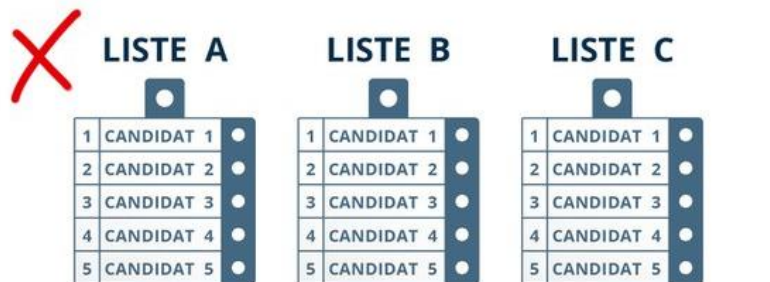 LISTE A LISTE B LISTE C
1 CANDIDAT 1 1 CANDIDAT 1 1 CANDIDAT 1
2 CANDIDAT 2 2 CANDIDAT 2 2 CANDIDAT 2
3 CANDIDAT 3 3 CANDIDAT 3 3 CANDIDAT 3
4 CANDIDAT 4 4 CANDIDAT 4 4 CANDIDAT 4
5 CANDIDAT 5 5 CANDIDAT 5 5 CANDIDAT 5